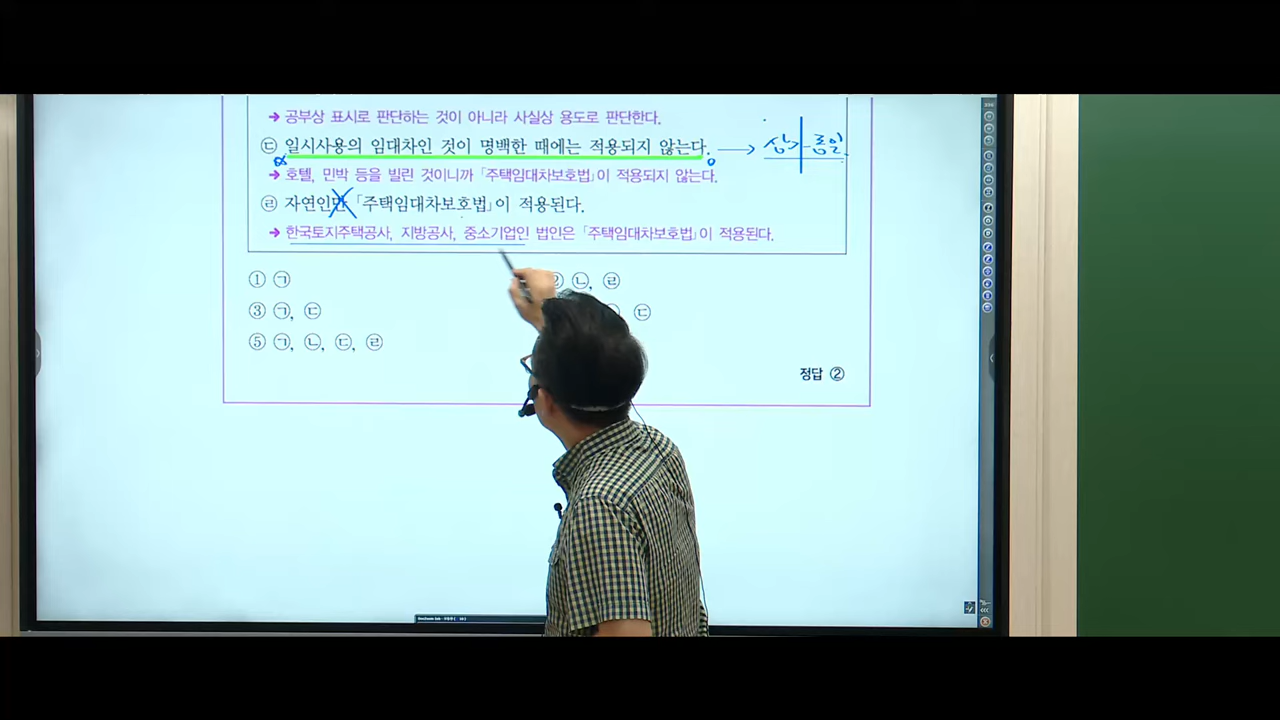 → 공부상 표시로 판단하는 것이 아니라 사실상 용도로 판단한다.
㉢ 일시사용의 임대차인 것이 명백한 때에는 적용되지 않는다. → 상가 동일
→ 호텔, 민박 등을 빌린 것이니까 「주택임대차보호법」이 적용되지 않는다.
㉣ 자연인만 「주택임대차보호법」이 적용된다.
→ 한국토지주택공사, 지방공사, 중소기업인 법인은 「주택임대차보호법」이 적용된다.
① ㉠
② ㉡, ㉣
③ ㉠, ㉢
㉢
⑤ ㉠, ㉡, ㉢, ㉣
정답 ②